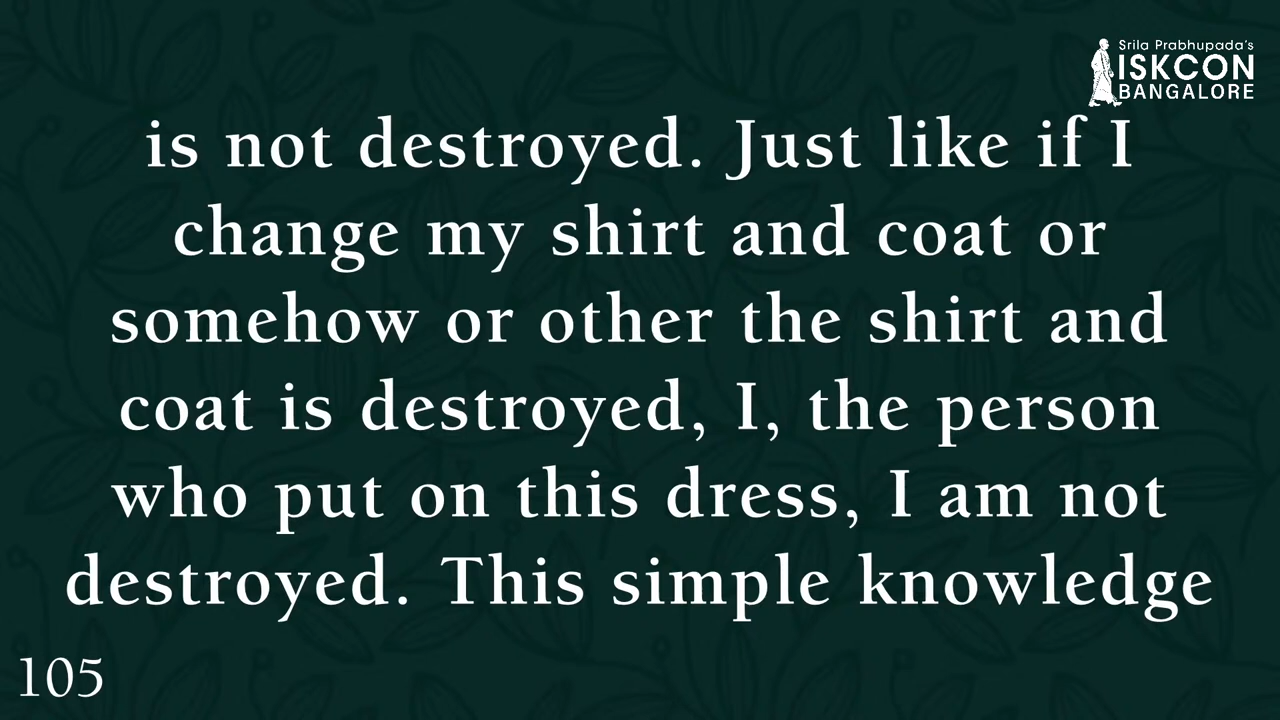 Srila Prabhupada's
ISKCON
BANGALORE
is not destroyed. Just like if I
change my shirt and coat or
somehow or other the shirt and
coat is destroyed, I, the person
who put on this dress, I am not
destroyed. This simple knowledge
105